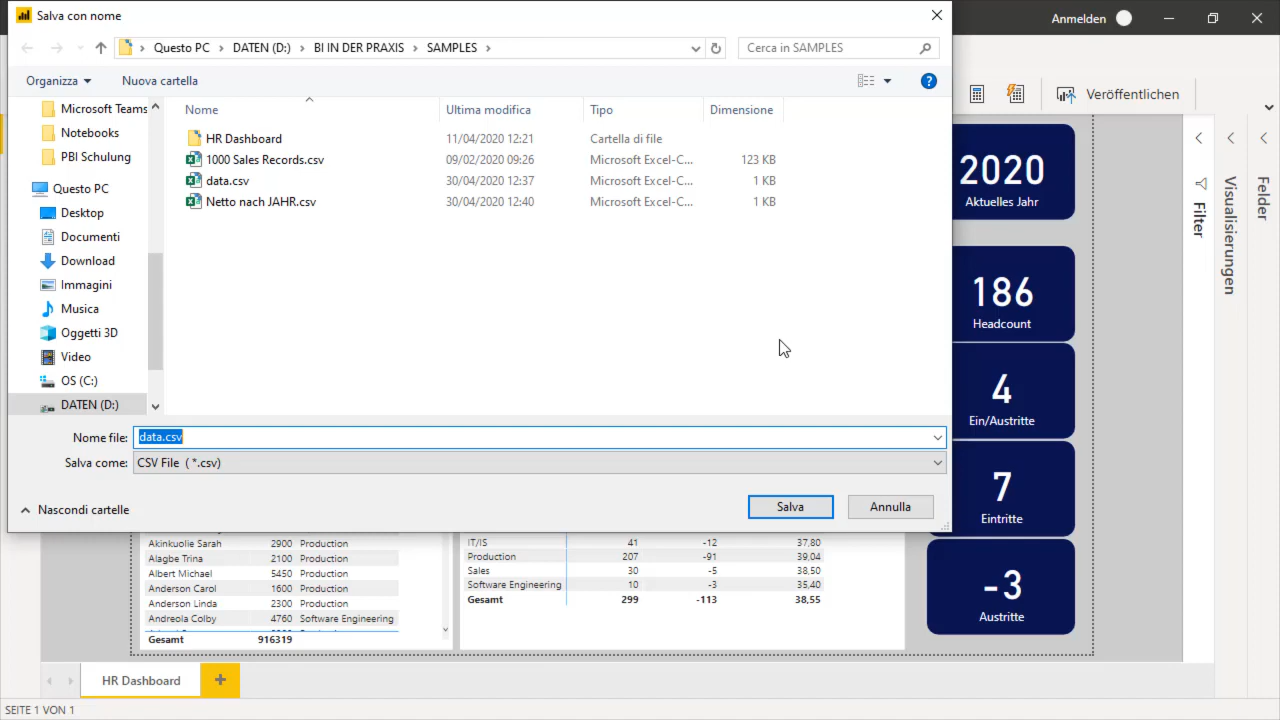 Salva con nome
Anmelden
Questo PC
DATEN (D:)
BI IN DER PRAXIS
SAMPLES
Cerca in SAMPLES
Organizza
Nuova cartella
Veröffentlichen
Microsoft Teams
Notebooks
PBI Schulung
Questo PC
Desktop
Documenti
Download
Immagini
Musica
Oggetti 3D
Video
OS (C:)
DATEN (D:)
Nome Ultima modifica Tipo Dimensione
HR Dashboard 11/04/2020 12:21 Cartella di file
1000 Sales Records.csv 09/02/2020 09:26 Microsoft Excel-C... 123 KB
data.csv 30/04/2020 12:37 Microsoft Excel-C... 1 KB
Netto nach JAHR.csv 30/04/2020 12:40 Microsoft Excel-C... 1 KB
Nome file: data.csv
Salva come: CSV File (*.csv)
Nascondi cartelle
Salva
Annulla
2020
Aktuelles Jahr
186
Headcount
4
Ein/Austritte
7
Eintritte
-3
Austritte
Filter
Visualisierungen
Felder
Akinkuolie Sarah 2900 Production
Alagbe Trina 2100 Production
Albert Michael 5450 Production
Anderson Carol 1600 Production
Anderson Linda 2300 Production
Andreola Colby 4760 Software Engineering
Gesamt 916319
IT/IS 41 -12 37,80
Production 207 -91 39,04
Sales 30 -5 38,50
Software Engineering 10 -3 35,40
Gesamt 299 -113 38,55
HR Dashboard
SEITE 1 VON 1